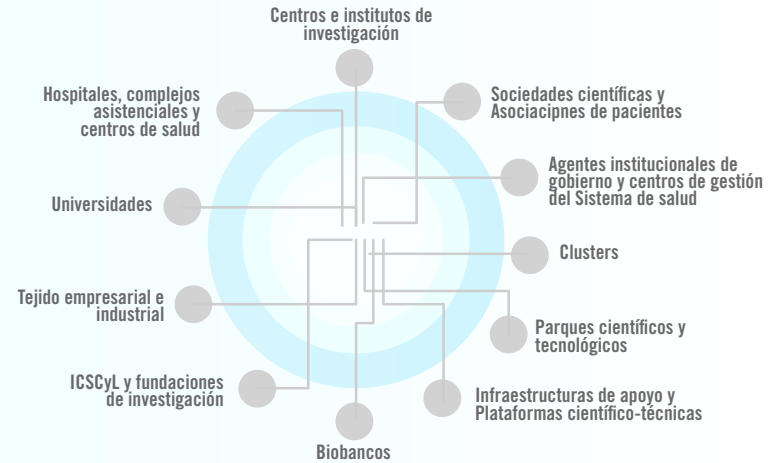 Centros e institutos de
investigación
Hospitales, complejos
asistenciales y
centros de salud
Sociedades científicas y
Asociacipnes de pacientes
Agentes institucionales de
gobierno y centros de gestión
del Sistema de salud
Universidades
Clusters
Tejido empresarial e
industrial
Parques científicos y
tecnológicos
ICSCyL y fundaciones
de investigación
Infraestructuras de apoyo y
Plataformas científico-técnicas
Biobancos